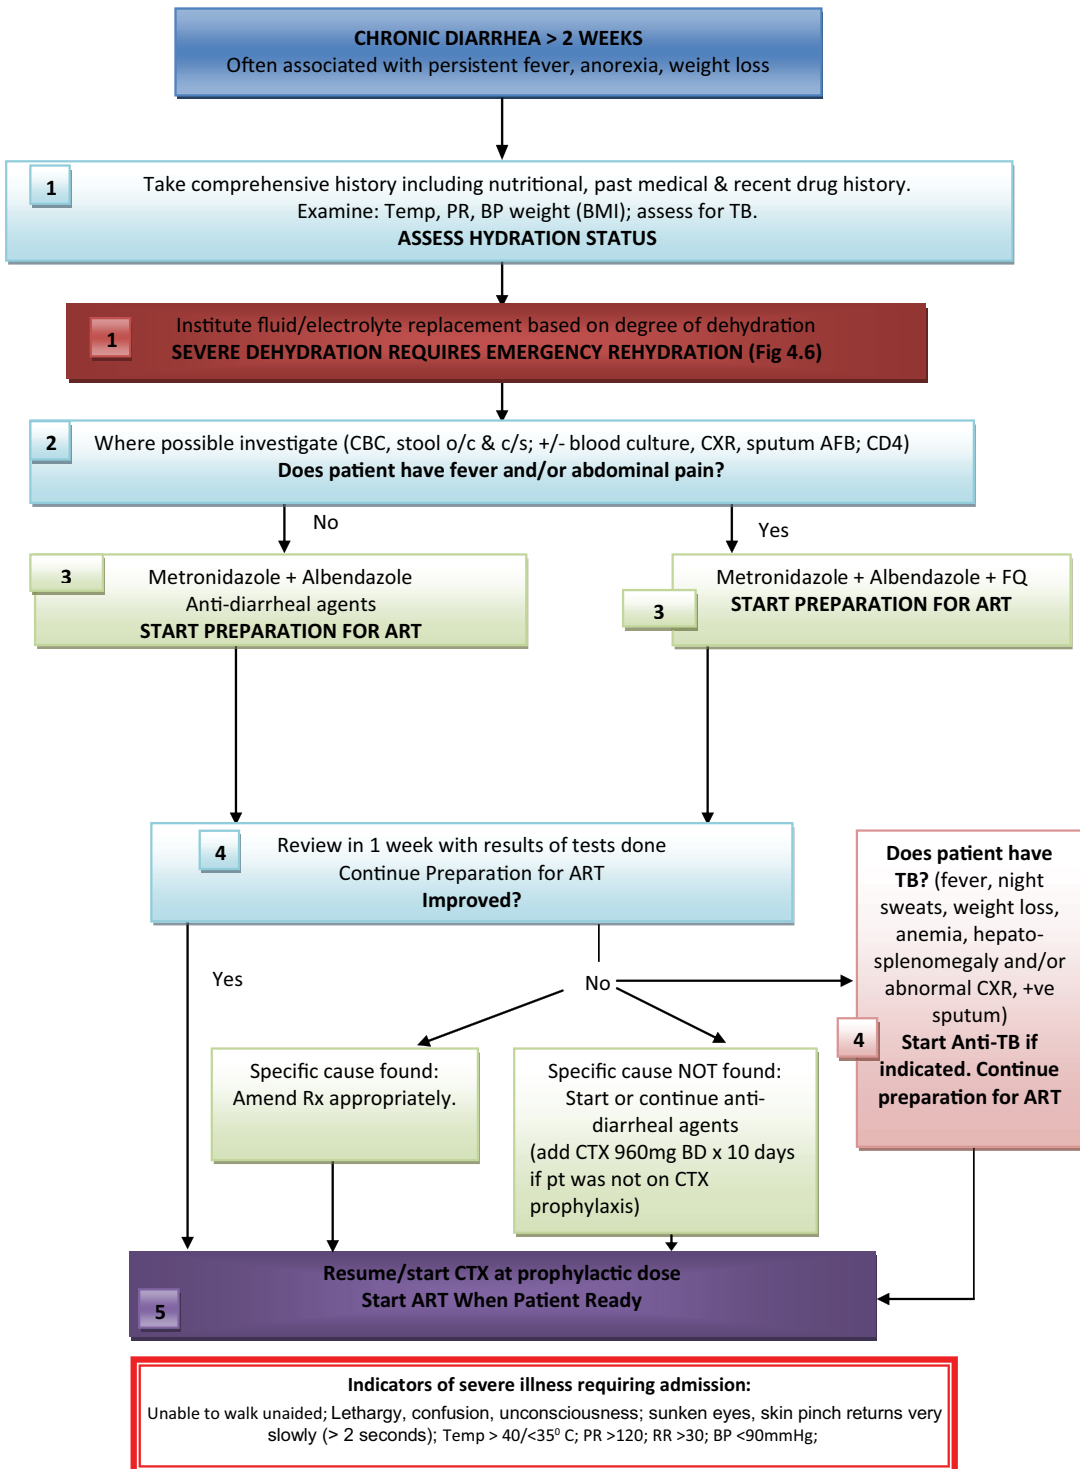 CHRONIC DIARRHEA > 2 WEEKS
Often associated with persistent fever, anorexia, weight loss
1
Take comprehensive history including nutritional, past medical & recent drug history.
Examine: Temp, PR, BP weight (BMI); assess for TB.
ASSESS HYDRATION STATUS
1
Institute fluid/electrolyte replacement based on degree of dehydration
SEVERE DEHYDRATION REQUIRES EMERGENCY REHYDRATION (Fig 4.6)
2
Where possible investigate (CBC, stool o/c & c/s; +/- blood culture, CXR, sputum AFB; CD4)
Does patient have fever and/or abdominal pain?
No
Yes
3
Metronidazole + Albendazole
Anti-diarrheal agents
START PREPARATION FOR ART
3
Metronidazole + Albendazole + FQ
START PREPARATION FOR ART
4
Review in 1 week with results of tests done
Continue Preparation for ART
Improved?
Yes
No
Does patient have
TB? (fever, night
sweats, weight loss,
anemia, hepato-
splenomegaly and/or
abnormal CXR, +ve
sputum)
4
Start Anti-TB if
indicated. Continue
preparation for ART
Specific cause found:
Amend Rx appropriately.
Specific cause NOT found:
Start or continue anti-
diarrheal agents
(add CTX 960mg BD x 10 days
if pt was not on CTX
prophylaxis)
5
Resume/start CTX at prophylactic dose
Start ART When Patient Ready
Indicators of severe illness requiring admission:
Unable to walk unaided; Lethargy, confusion, unconsciousness; sunken eyes, skin pinch returns very
slowly (> 2 seconds); Temp > 40/<35⁰ C; PR >120; RR >30; BP <90mmHg;